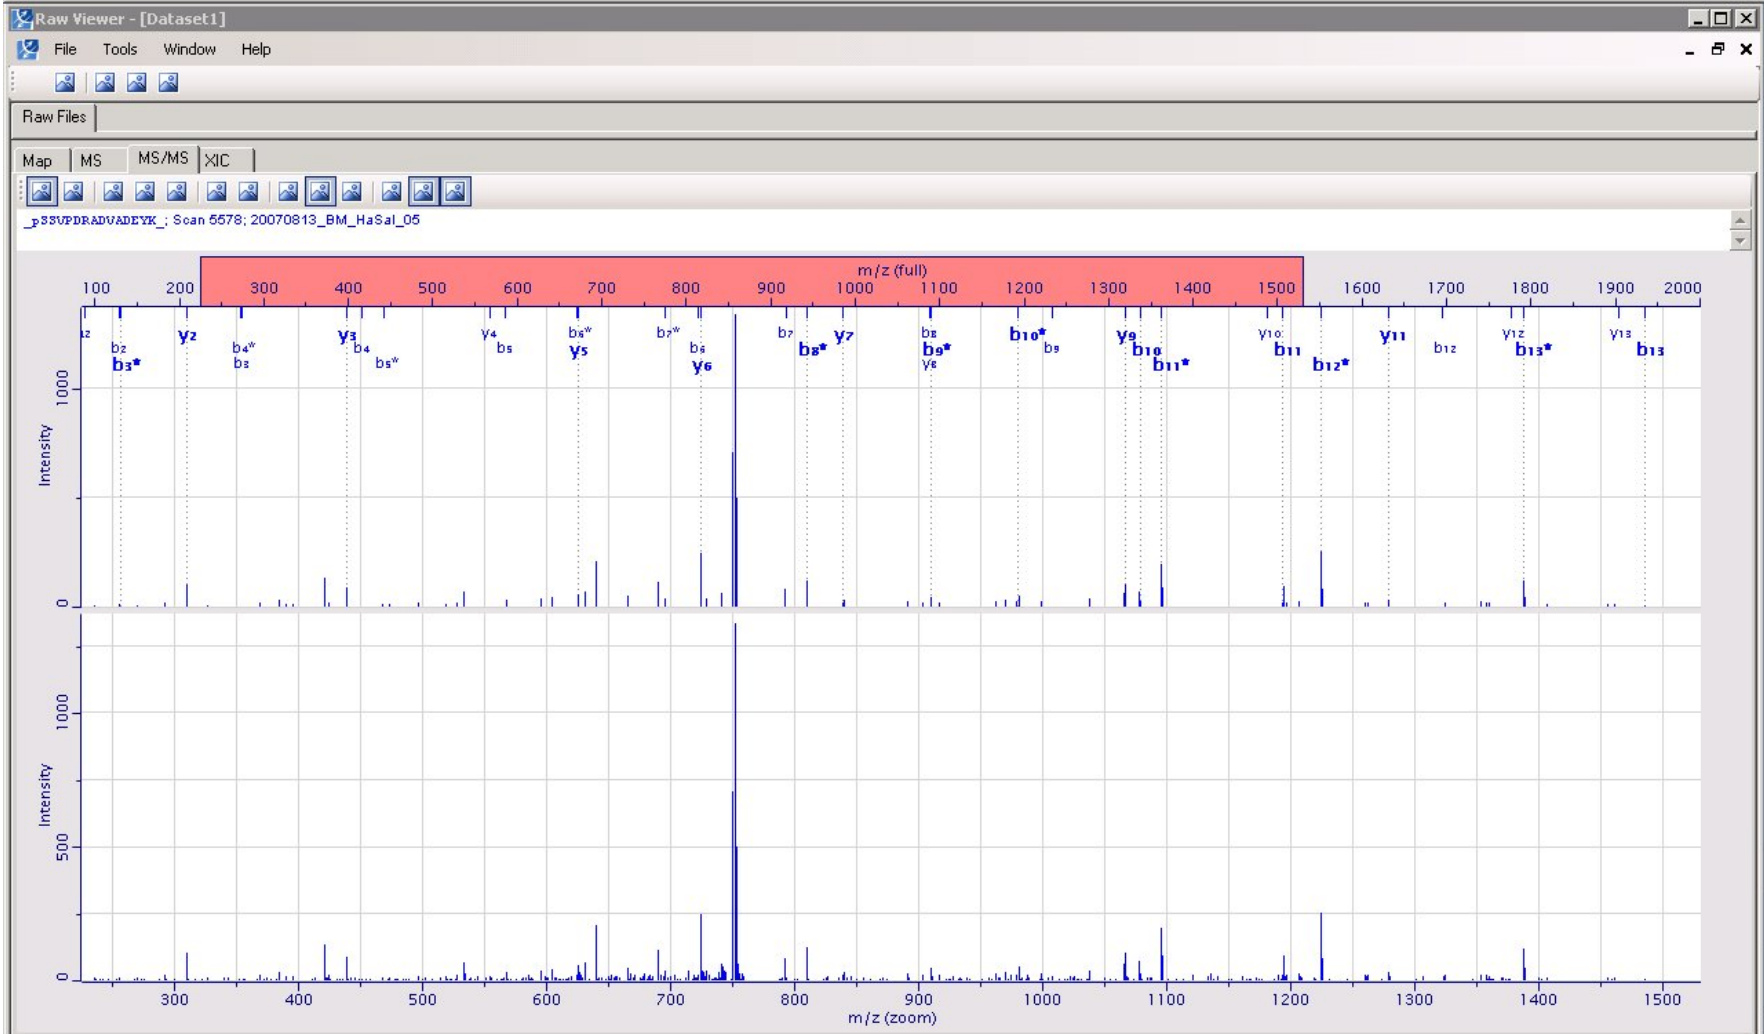 Raw Viewer - [Dataset1]
File Tools Window Help
Raw Files
Map MS MS/MS XIC
_pSSVPDRADVADEYK_; Scan 5578; 20070813_BM_HaSal_05
m/z (full)
100 200 300 400 500 600 700 800 900 1000 1100 1200 1300 1400 1500 1600 1700 1800 1900 2000
y2 y3 y4 b6* b7* b7 y7 b8 b10* y9 y10 y11 y12 y13
b2 b4* b4 b5 y5 b6 b8* b9* b9 b10 b11 b12 b13* b13
b3* b3 b5* y6 y8 b11* b12*
Intensity
1000
0
Intensity
1000
500
0
300 400 500 600 700 800 900 1000 1100 1200 1300 1400 1500
m/z (zoom)